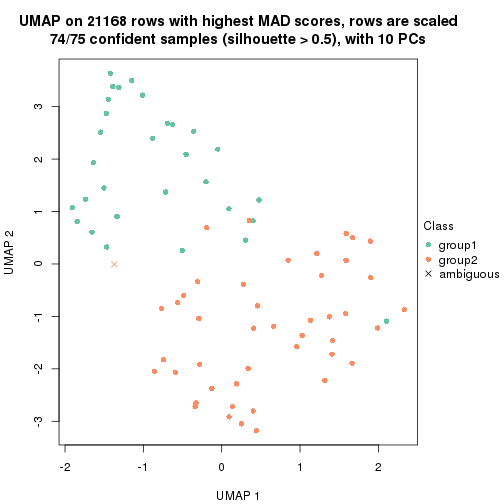 UMAP on 21168 rows with highest MAD scores, rows are scaled
74/75 confident samples (silhouette > 0.5), with 10 PCs
3
2
1
0
-1
-2
-3
UMAP 2
-2
-1
0
1
2
UMAP 1
Class
group1
group2
ambiguous